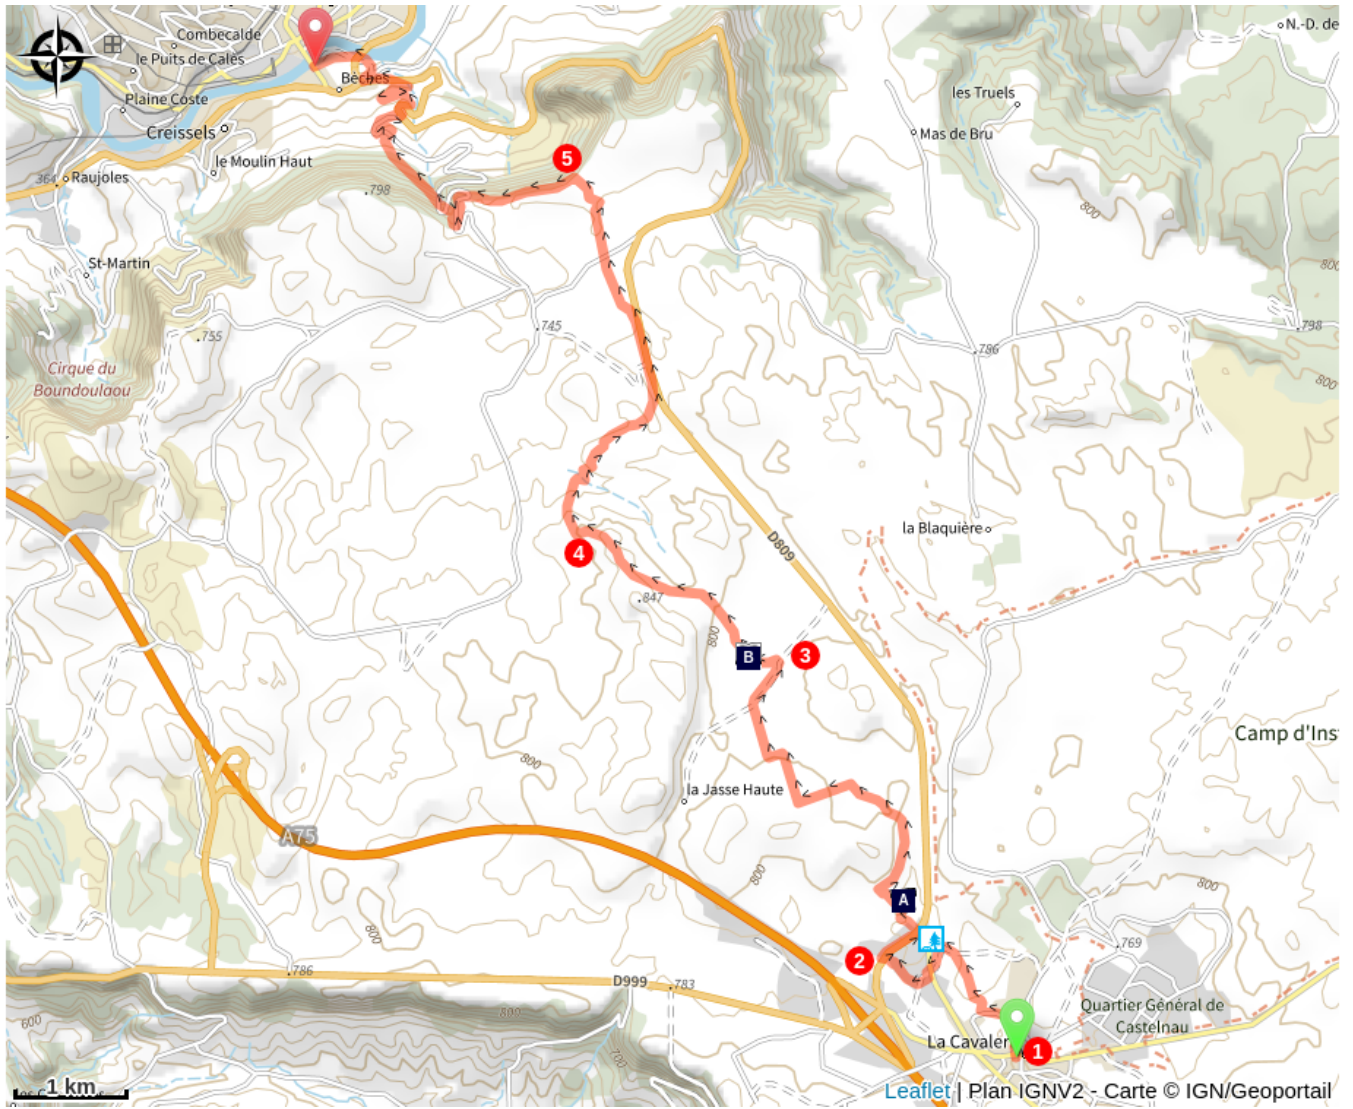 Combecalde
N.-D. de
le Puits de Calès
Bèches
les Truels
Plaine Coste
Creissels
Mas de Bru
5
le Moulin Haut
364
Raujoles
798
800
St-Martin
800
755
745
798
786
Cirque du
Boundoulaou
800
la Blaquière
D809
4
847
800
B
3
Camp d'Ins
800
la Jasse Haute
A75
800
800
A
800
769
2
786
D999
783
Quartier Général de
Castelnau
800
600
La Cavaler
1
700
1 km
Leaflet | Plan IGNV2 - Carte © IGN/Geoportail